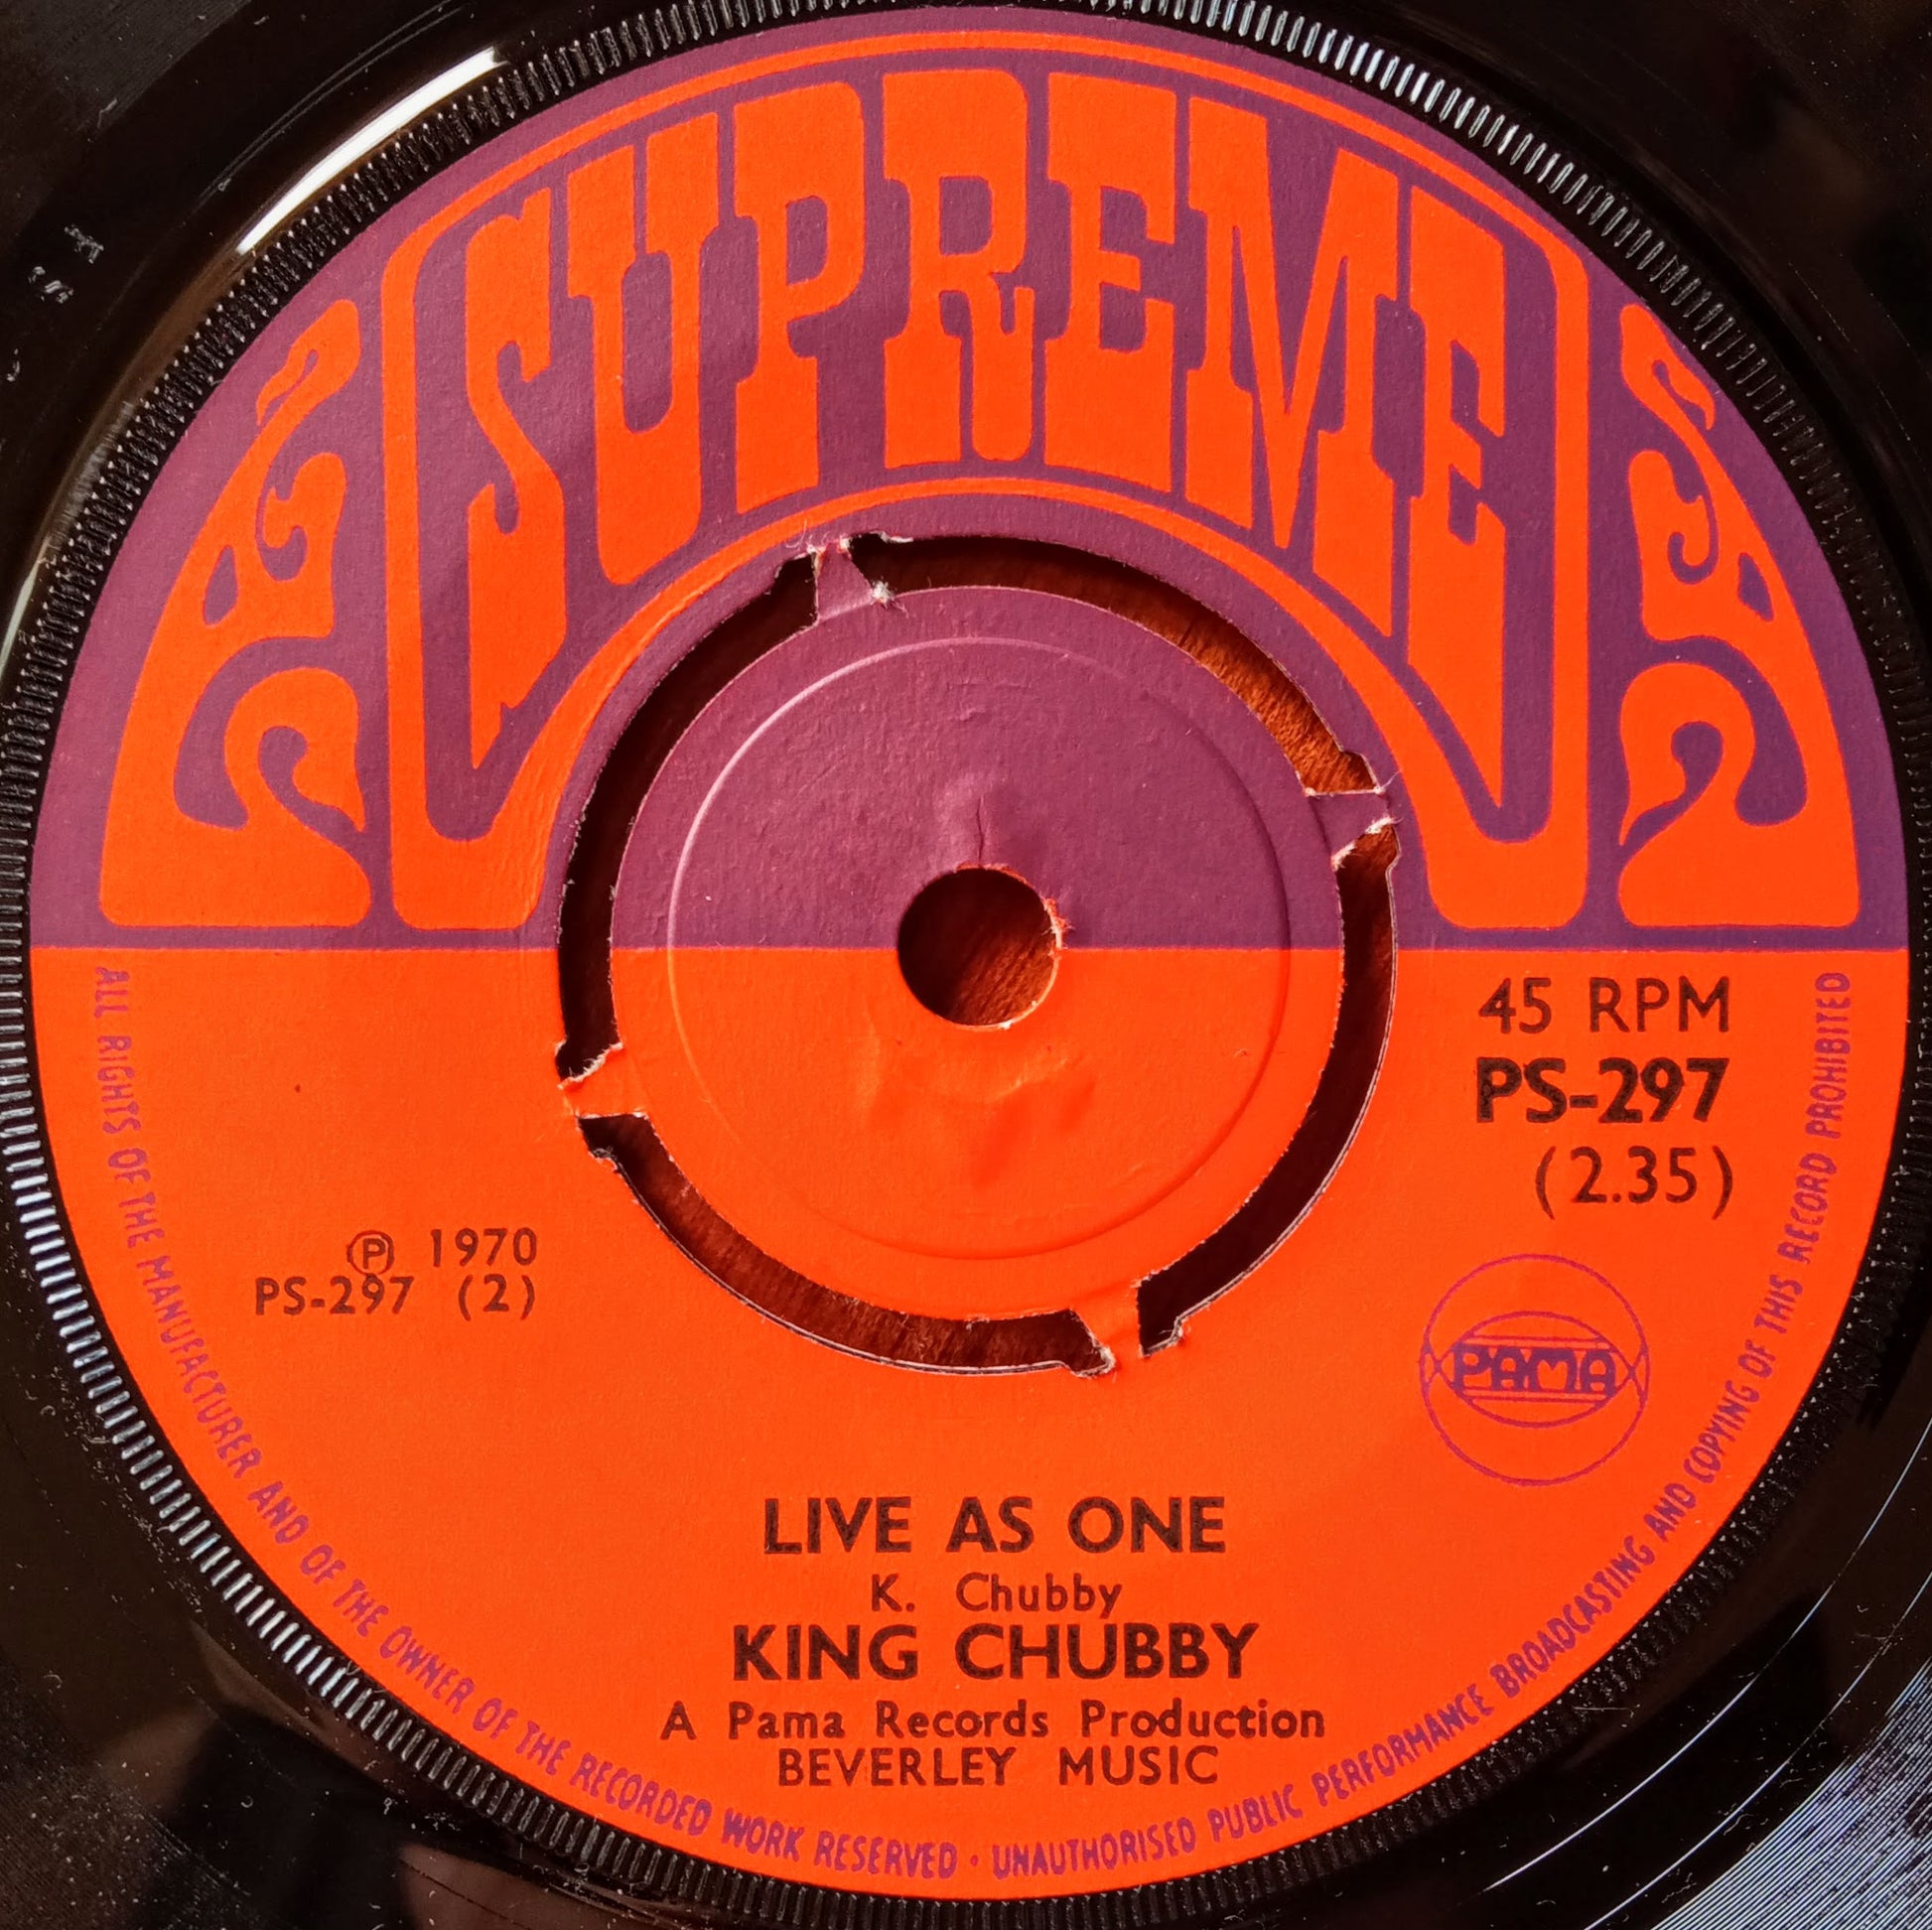 SUPREME
45 RPM
PS-297
(2.35)
Ⓟ 1970
PS-297 (2)
PAMA
LIVE AS ONE
K. Chubby
KING CHUBBY
A Pama Records Production
BEVERLEY MUSIC
ALL RIGHTS OF THE MANUFACTURER AND OF THE OWNER OF THE RECORDED WORK RESERVED · UNAUTHORISED PUBLIC PERFORMANCE BROADCASTING AND COPYING OF THIS RECORD PROHIBITED